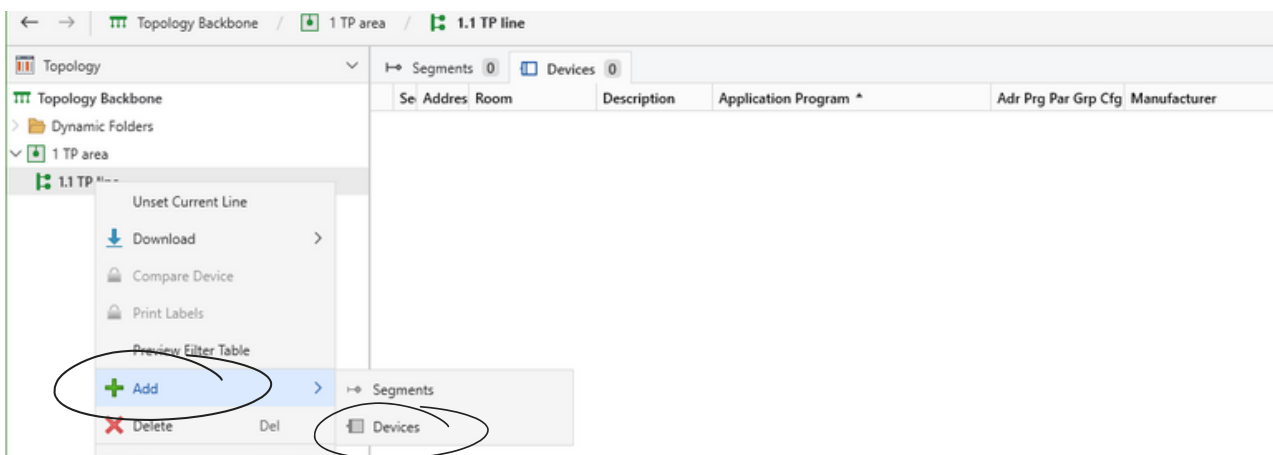 Topology Backbone / 1 TP area / 1.1 TP line
Topology
Segments 0 Devices 0
Topology Backbone
Se Addres Room Description Application Program Adr Prg Par Grp Cfg Manufacturer
Dynamic Folders
1 TP area
1.1 TP
Unset Current Line
Download
Compare Device
Print Labels
Preview Filter Table
Add
Segments
Delete Del
Devices